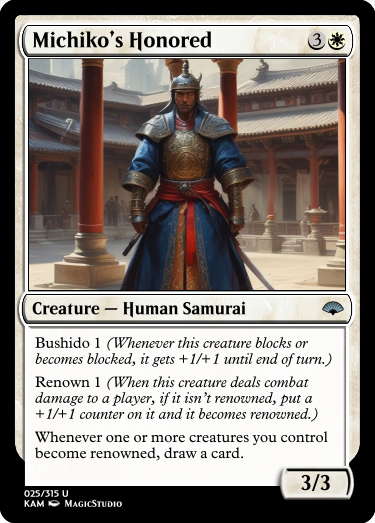 Michiko's Honored 3
Creature — Human Samurai
Bushido 1 (Whenever this creature blocks or
becomes blocked, it gets +1/+1 until end of turn.)
Renown 1 (When this creature deals combat
damage to a player, if it isn't renowned, put a
+1/+1 counter on it and it becomes renowned.)
Whenever one or more creatures you control
become renowned, draw a card.
3/3
025/315 U
KAM MagicStudio